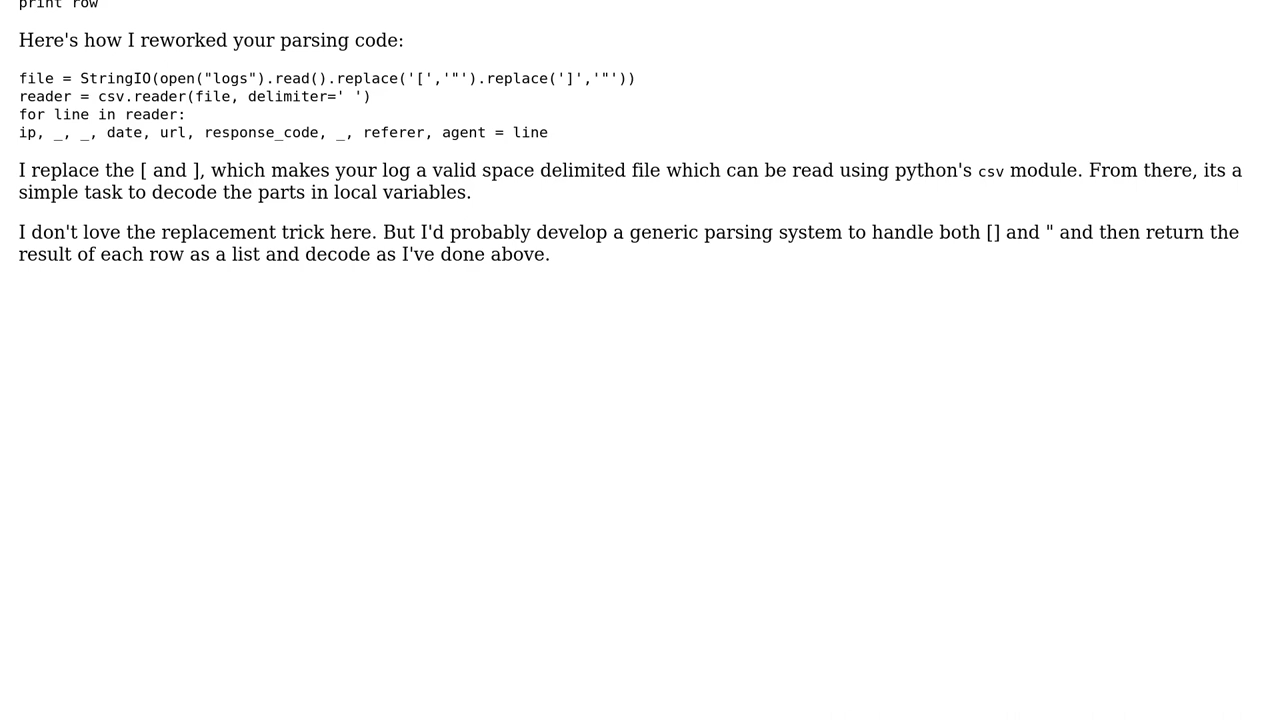 print row
Here's how I reworked your parsing code:
file = StringIO(open("logs").read().replace('[','"').replace(']','"'))
reader = csv.reader(file, delimiter=' ')
for line in reader:
ip, _, _, date, url, response_code, _, referer, agent = line
I replace the [ and ], which makes your log a valid space delimited file which can be read using python's csv module. From there, its a
simple task to decode the parts in local variables.
I don't love the replacement trick here. But I'd probably develop a generic parsing system to handle both [] and " and then return the
result of each row as a list and decode as I've done above.